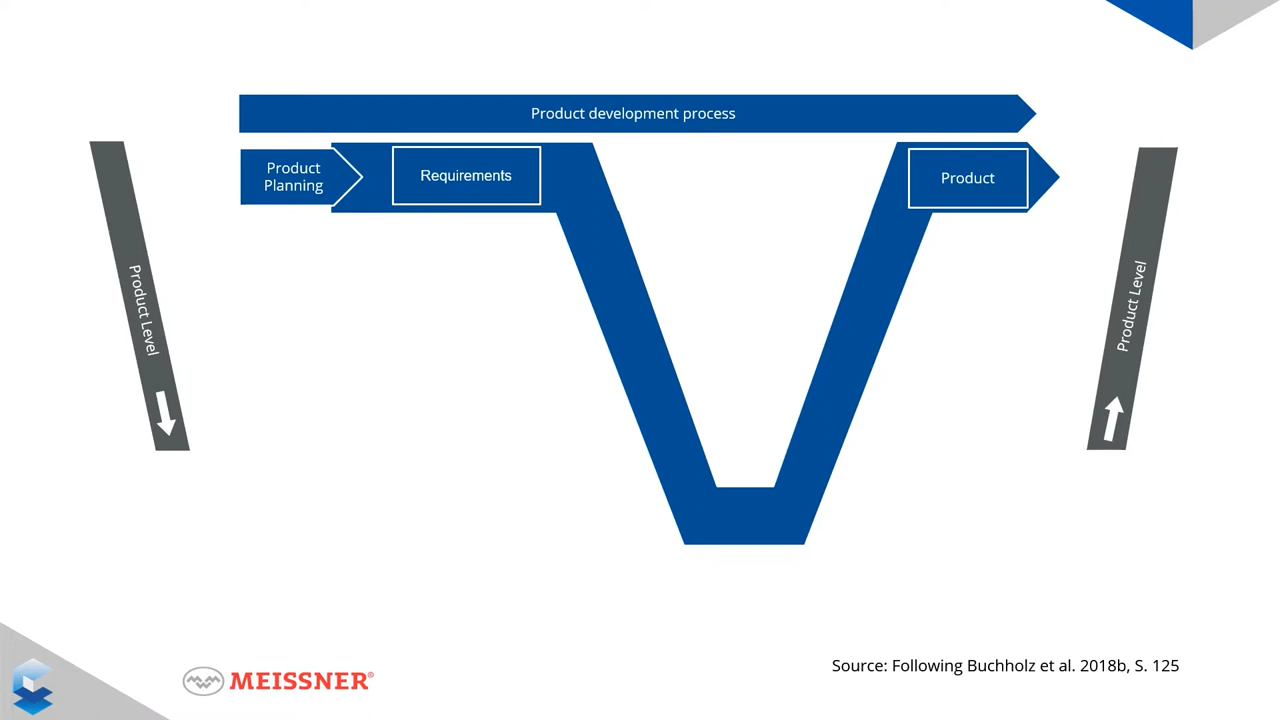 Product development process
Product
Planning
Requirements
Product
Product Level
Product Level
MEISSNER®
Source: Following Buchholz et al. 2018b, S. 125